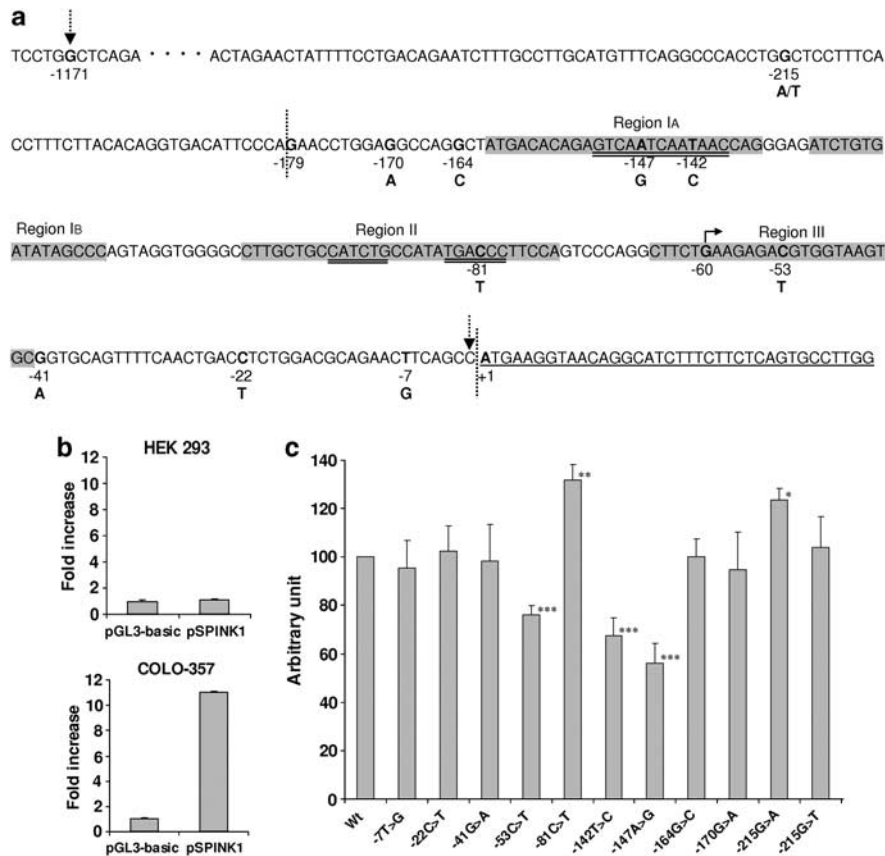 a
TCCTGGCTCAGA · · · · ACTAGAACTATTTTCCTGACAGAATCTTTGCCTTGCATGTTTCAGGCCCACCTGGCTCCTTTCA
-1171 -215
A/T
CCTTTCTTACACAGGTGACATTCCCAGAACCTGGAGGCCAGGCTATGACACAGAGTCAATCAATAACCAGGGAGATCTGTG
Region IA
-179 -170 -164 -147 -142
A C G C
Region IB Region II Region III
ATATAGCCCAGTAGGTGGGGCCTTGCTGCCATCTGCCATATGACCCTTCCAGTCCCAGGCTTCTGAAGAGACGTGGTAAGT
-81 -60 -53
T T
GCGGTGCAGTTTTCAACTGACCTCTGGACGCAGAACTTCAGCCATGAAGGTAACAGGCATCTTTCTTCTCAGTGCCTTGG
-41 -22 -7 +1
A T G
b
HEK 293
Fold increase
12
10
8
6
4
2
0
pGL3-basic pSPINK1
COLO-357
Fold increase
12
10
8
6
4
2
0
pGL3-basic pSPINK1
c
Arbitrary unit
140
120
100
80
60
40
20
0
*** ** *** *** *
Wt -7T>G -22C>T -41G>A -53C>T -81C>T -142T>C -147A>G -164G>C -170G>A -215G>A -215G>T